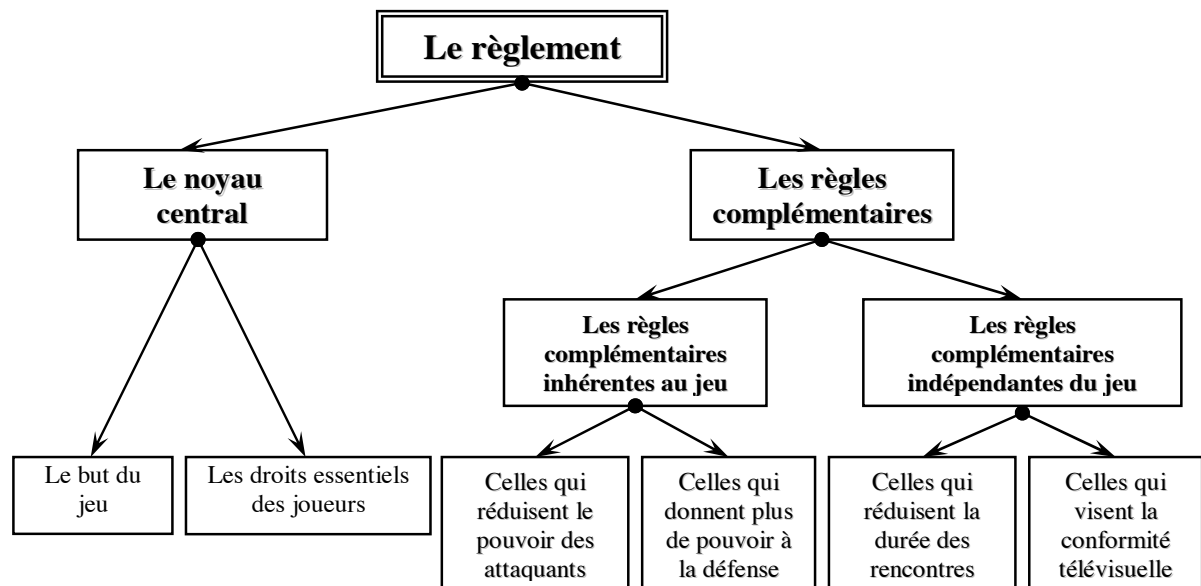 Le règlement
Le noyau
central
Les règles
complémentaires
Les règles
complémentaires
inhérentes au jeu
Les règles
complémentaires
indépendantes du jeu
Le but du
jeu
Les droits essentiels
des joueurs
Celles qui
réduisent le
pouvoir des
attaquants
Celles qui
donnent plus
de pouvoir à
la défense
Celles qui
réduisent la
durée des
rencontres
Celles qui
visent la
conformité
télévisuelle